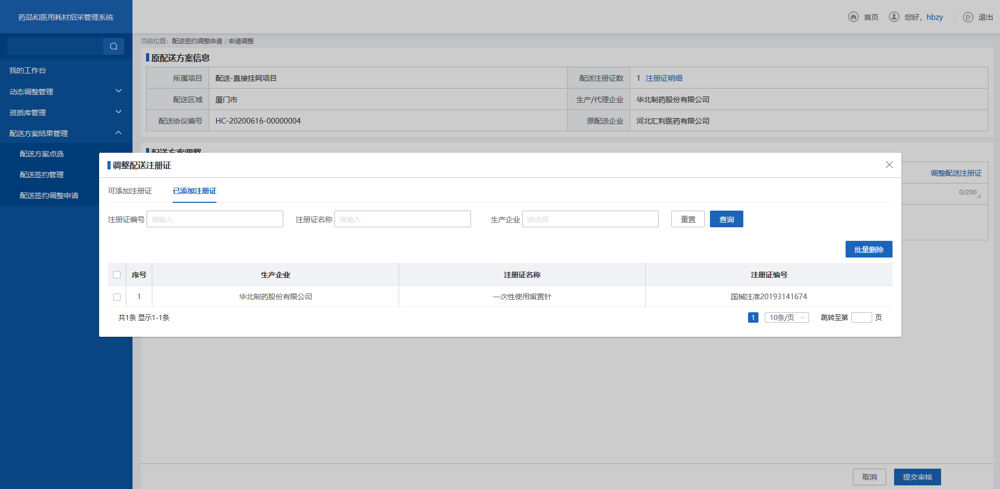 药品和医用耗材招采管理系统
首页
您好，hbzy
退出
我的工作台
动态调整管理
资质库管理
配送方案结果管理
配送方案点选
配送签约管理
配送签约调整申请
当前位置：配送签约调整申请 / 申请调整
原配送方案信息
所属项目 配送-直接挂网项目 配送注册证数 1 注册证明细
配送区域 厦门市 生产/代理企业 华北制药股份有限公司
配送协议编号 HC-20200616-00000004 原配送企业 河北汇利医药有限公司
配送方案调整
调整配送注册证
0/200
调整配送注册证
可添加注册证 已添加注册证
注册证编号 请输入 注册证名称 请输入 生产企业 请选择 重置 查询
批量删除
序号 生产企业 注册证名称 注册证编号
1 华北制药股份有限公司 一次性使用留置针 国械注准20193141674
共1条 显示1-1条 1 10条/页 跳转至第 页
取消 提交审核